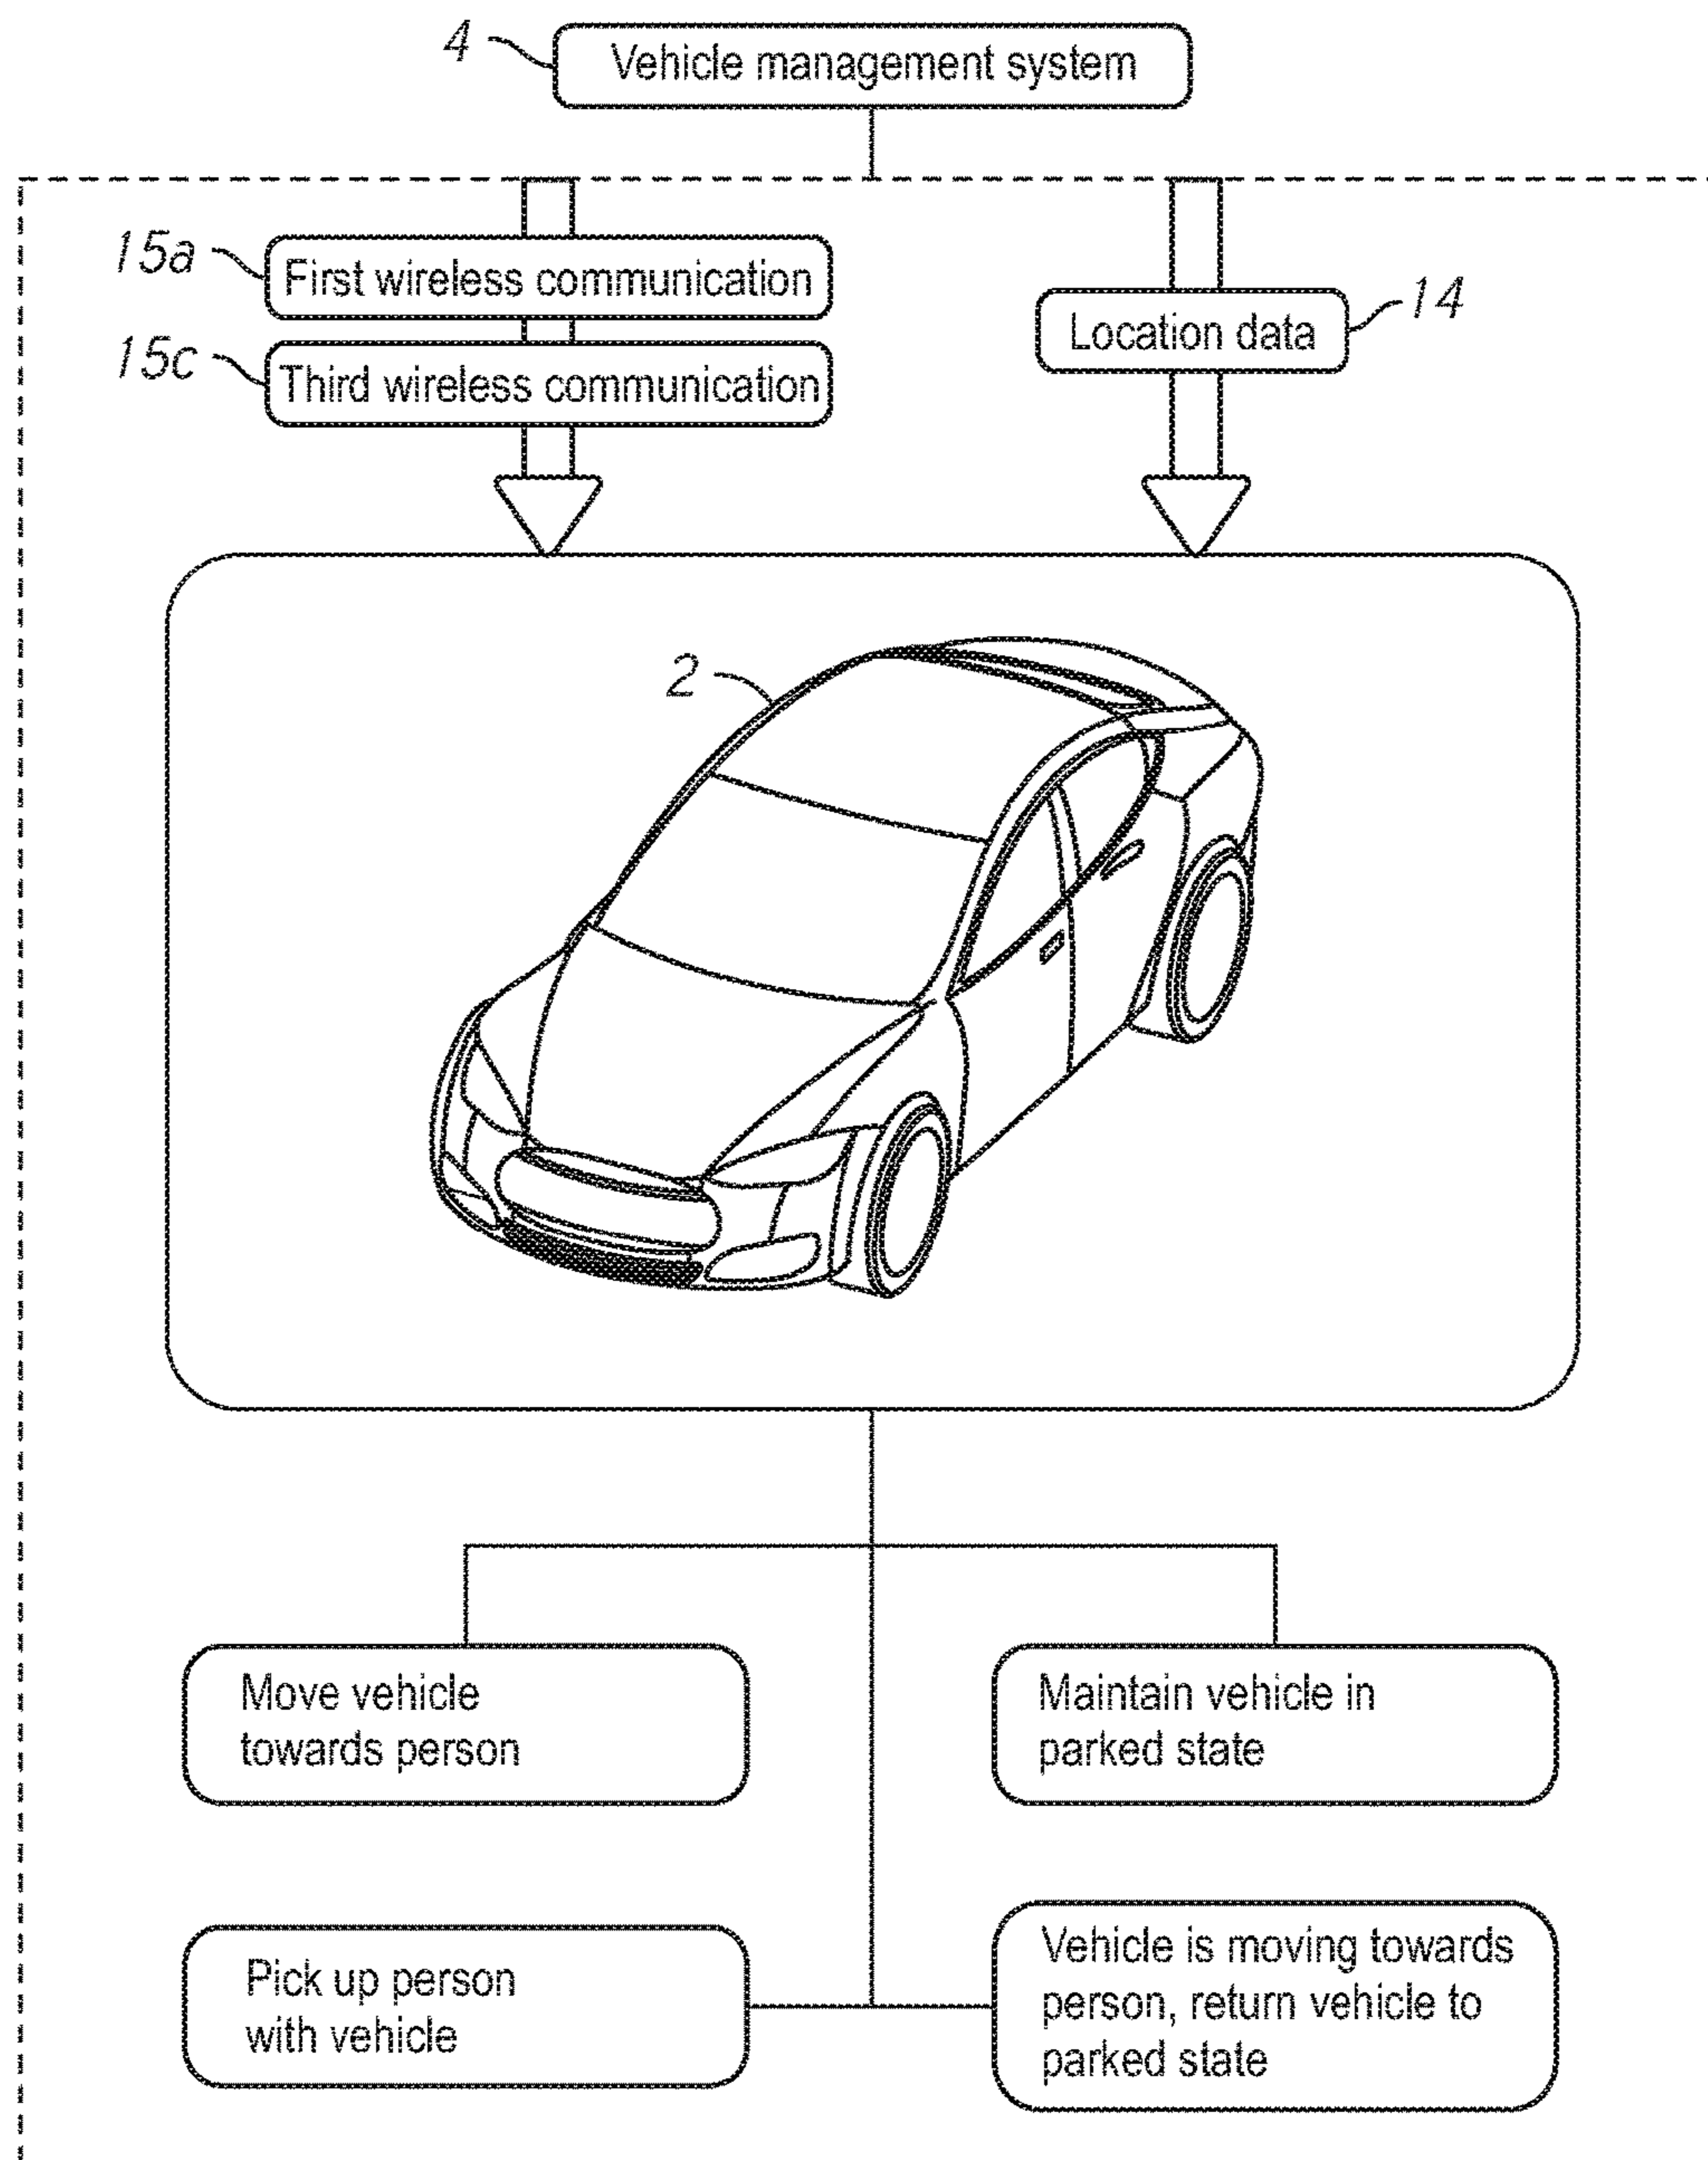 4
Vehicle management system
15a
First wireless communication
15c
Third wireless communication
Location data
14
2
Move vehicle
towards person
Maintain vehicle in
parked state
Pick up person
with vehicle
Vehicle is moving towards
person, return vehicle to
parked state